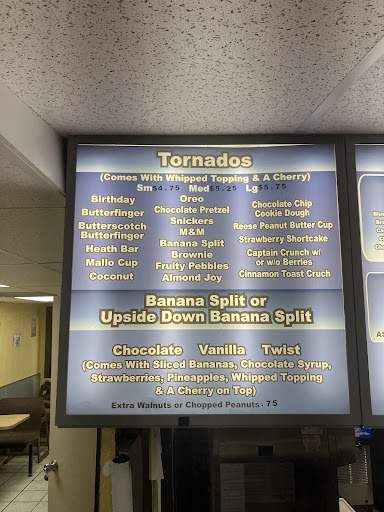 Tornados
(Comes With Whipped Topping & A Cherry)
Sm$4.75 Med$5.25 Lg$5.75
Birthday
Butterfinger
Butterscotch
Butterfinger
Heath Bar
Mallo Cup
Coconut
Oreo
Chocolate Pretzel
Snickers
M&M
Banana Split
Brownie
Fruity Pebbles
Almond Joy
Chocolate Chip
Cookie Dough
Reese Peanut Butter Cup
Strawberry Shortcake
Captain Crunch w/
or w/o Berries
Cinnamon Toast Cruch
Banana Split or
Upside Down Banana Split
Chocolate Vanilla Twist
(Comes With Sliced Bananas, Chocolate Syrup,
Strawberries, Pineapples, Whipped Topping
& A Cherry on Top)
Extra Walnuts or Chopped Peanuts .75